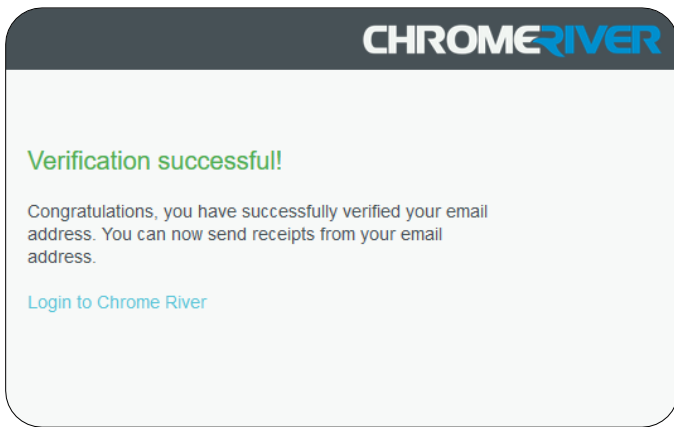 CHROMERIVER
Verification successful!
Congratulations, you have successfully verified your email
address. You can now send receipts from your email
address.
Login to Chrome River